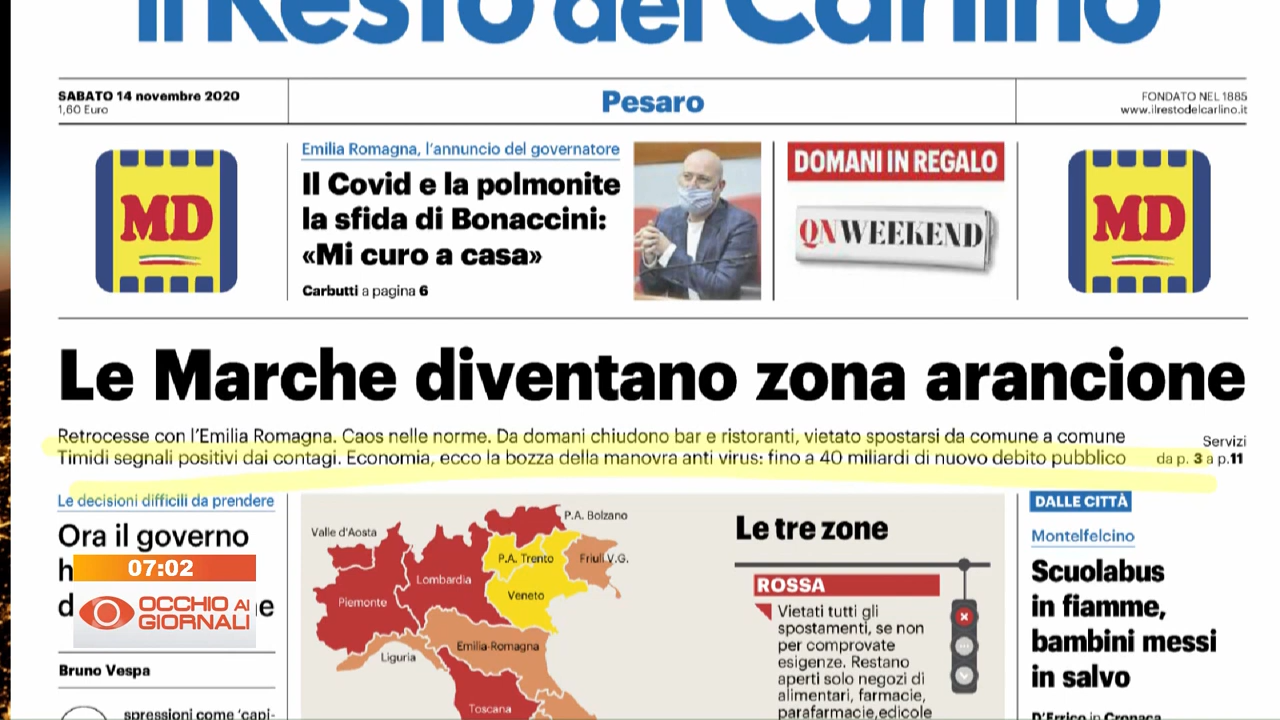 il Resto del Carlino
SABATO 14 novembre 2020
1,60 Euro
Pesaro
FONDATO NEL 1885
www.ilrestodelcarlino.it
MD
Emilia Romagna, l'annuncio del governatore
Il Covid e la polmonite
la sfida di Bonaccini:
«Mi curo a casa»
Carbutti a pagina 6
DOMANI IN REGALO
QN WEEKEND
MD
Le Marche diventano zona arancione
Retrocesse con l'Emilia Romagna. Caos nelle norme. Da domani chiudono bar e ristoranti, vietato spostarsi da comune a comune
Timidi segnali positivi dai contagi. Economia, ecco la bozza della manovra anti virus: fino a 40 miliardi di nuovo debito pubblico
Servizi
da p. 3 a p.11
Le decisioni difficili da prendere
Ora il governo
07:02
OCCHIO AI
GIORNALI
Bruno Vespa
spressioni come 'capi-
Valle d'Aosta
P.A. Bolzano
P.A. Trento
Friuli V.G.
Lombardia
Piemonte
Veneto
Emilia-Romagna
Liguria
Toscana
Le tre zone
ROSSA
Vietati tutti gli
spostamenti, se non
per comprovate
esigenze. Restano
aperti solo negozi di
alimentari, farmacie,
parafarmacie,edicole
DALLE CITTÀ
Montelfelcino
Scuolabus
in fiamme,
bambini messi
in salvo
D'Errico in Cronaca